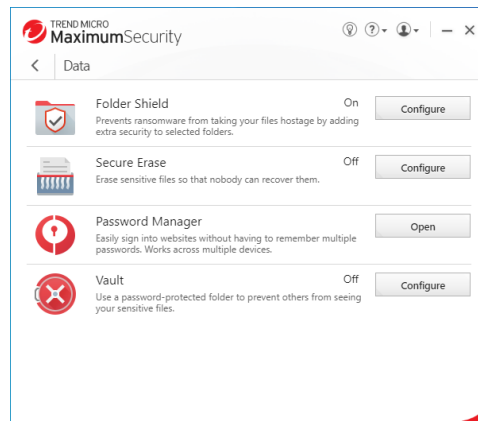 TREND MICRO
MaximumSecurity
Data
Folder Shield On Configure
Prevents ransomware from taking your files hostage by adding
extra security to selected folders.
Secure Erase Off Configure
Erase sensitive files so that nobody can recover them.
Password Manager Open
Easily sign into websites without having to remember multiple
passwords. Works across multiple devices.
Vault Off Configure
Use a password-protected folder to prevent others from seeing
your sensitive files.